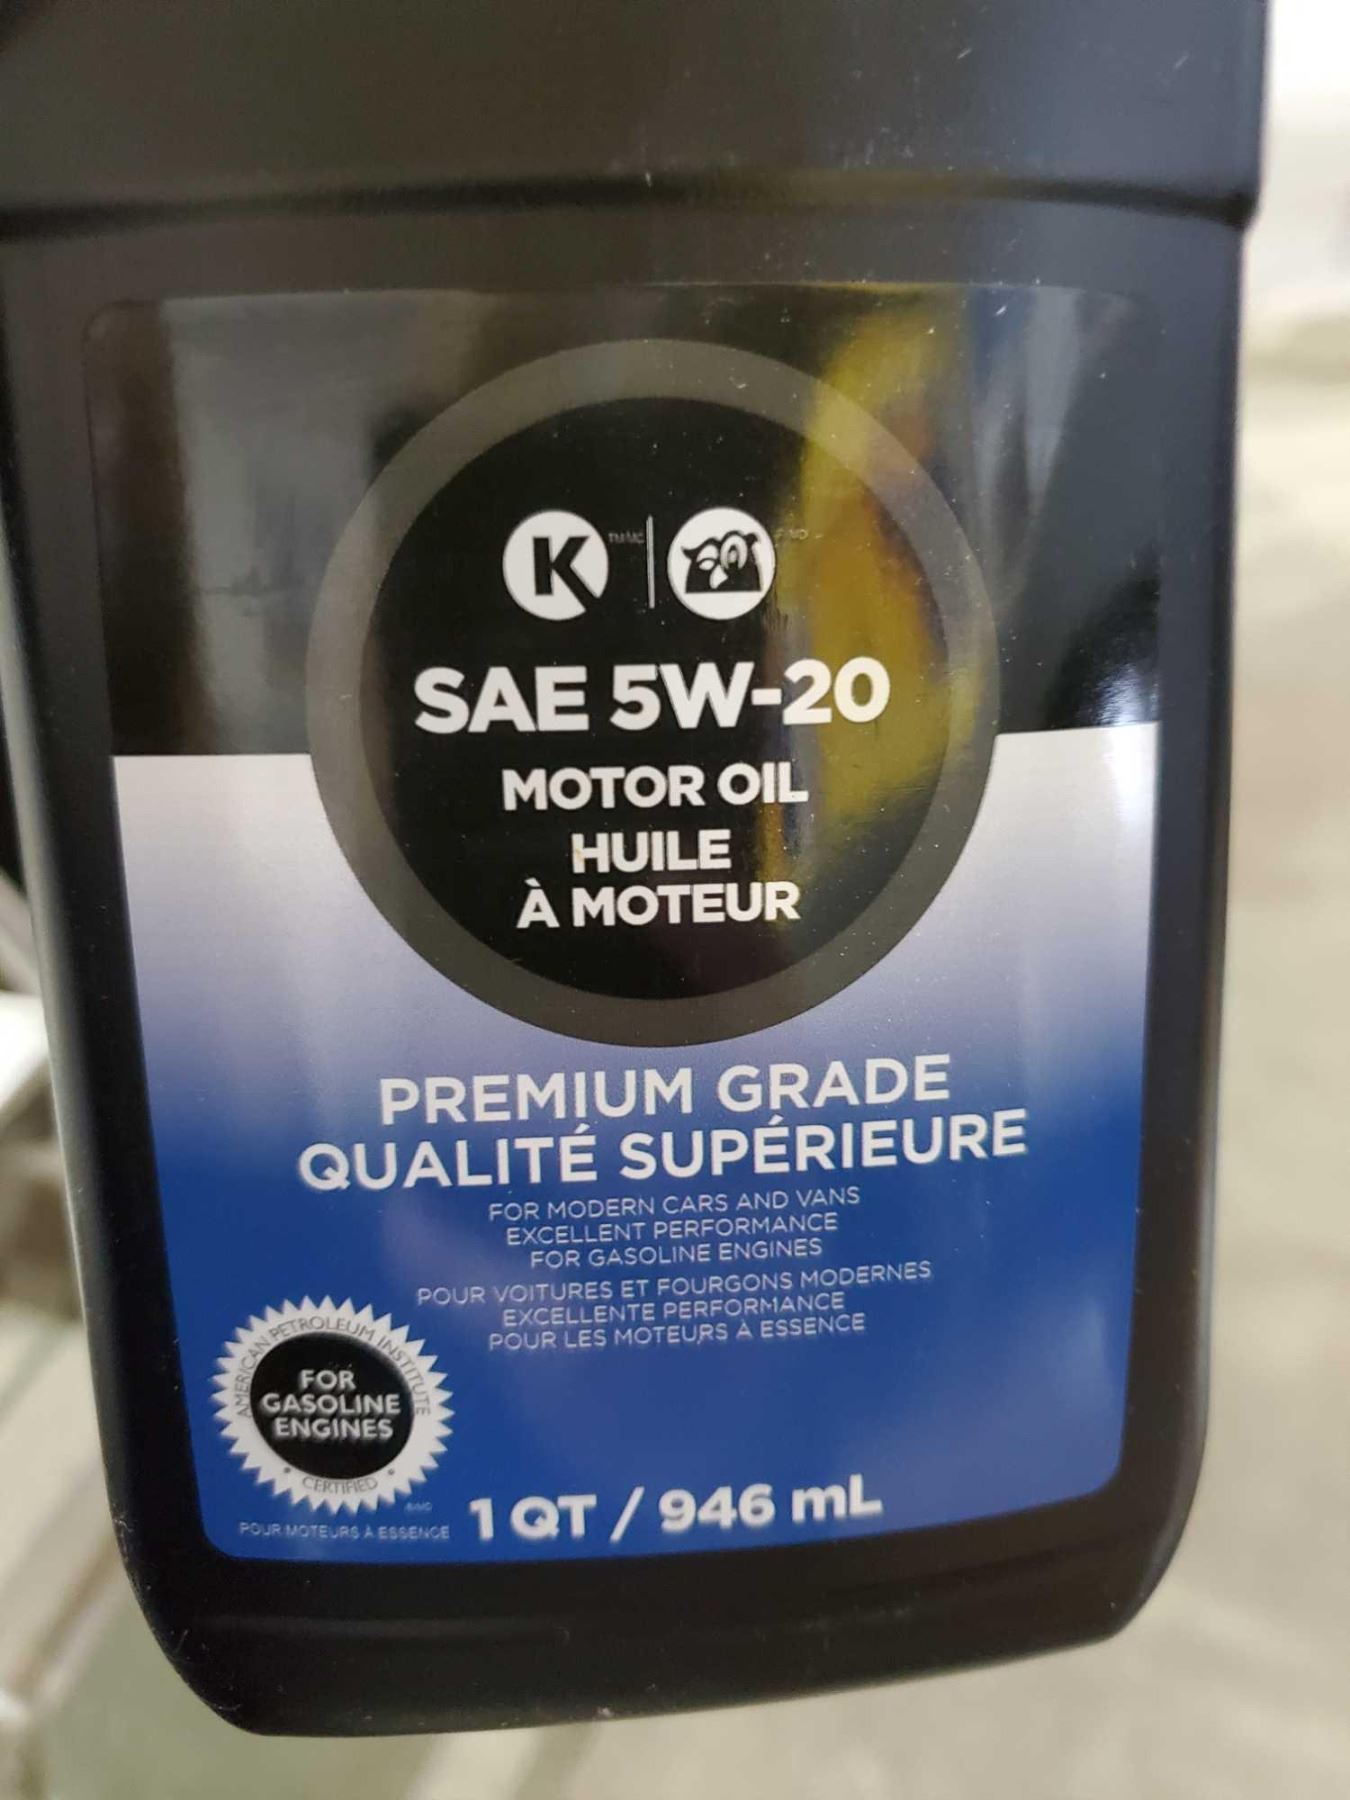 K
SAE 5W-20
MOTOR OIL
HUILE
À MOTEUR
PREMIUM GRADE
QUALITÉ SUPÉRIEURE
FOR MODERN CARS AND VANS
EXCELLENT PERFORMANCE
FOR GASOLINE ENGINES
POUR VOITURES ET FOURGONS MODERNES
EXCELLENTE PERFORMANCE
POUR LES MOTEURS À ESSENCE
AMERICAN PETROLEUM INSTITUTE
FOR
GASOLINE
ENGINES
CERTIFIED
POUR MOTEURS À ESSENCE
1 QT / 946 mL